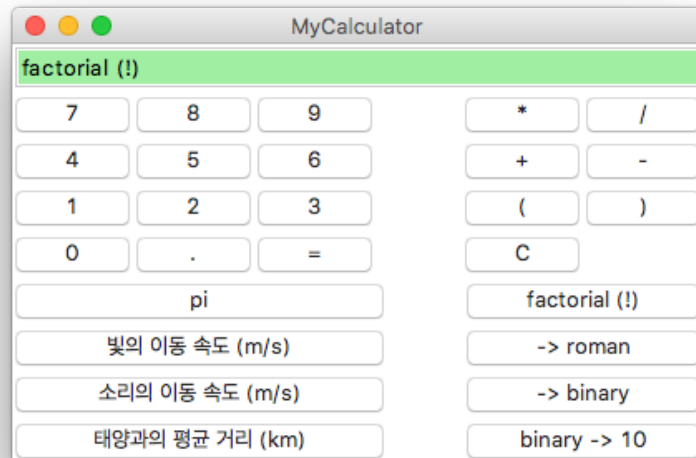 MyCalculator
factorial (!)
7 8 9 * /
4 5 6 + -
1 2 3 ( )
0 . = C
pi factorial (!)
빛의 이동 속도 (m/s) -> roman
소리의 이동 속도 (m/s) -> binary
태양과의 평균 거리 (km) binary -> 10